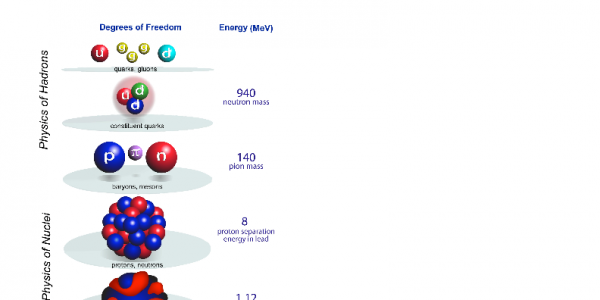 Degrees of Freedom
Energy (MeV)
Physics of Hadrons
u g g g d
quarks, gluons
u d d
constituent quarks
940
neutron mass
p π n
baryons, mesons
140
pion mass
Physics of Nuclei
protons, neutrons
8
proton separation
energy in lead
1.12